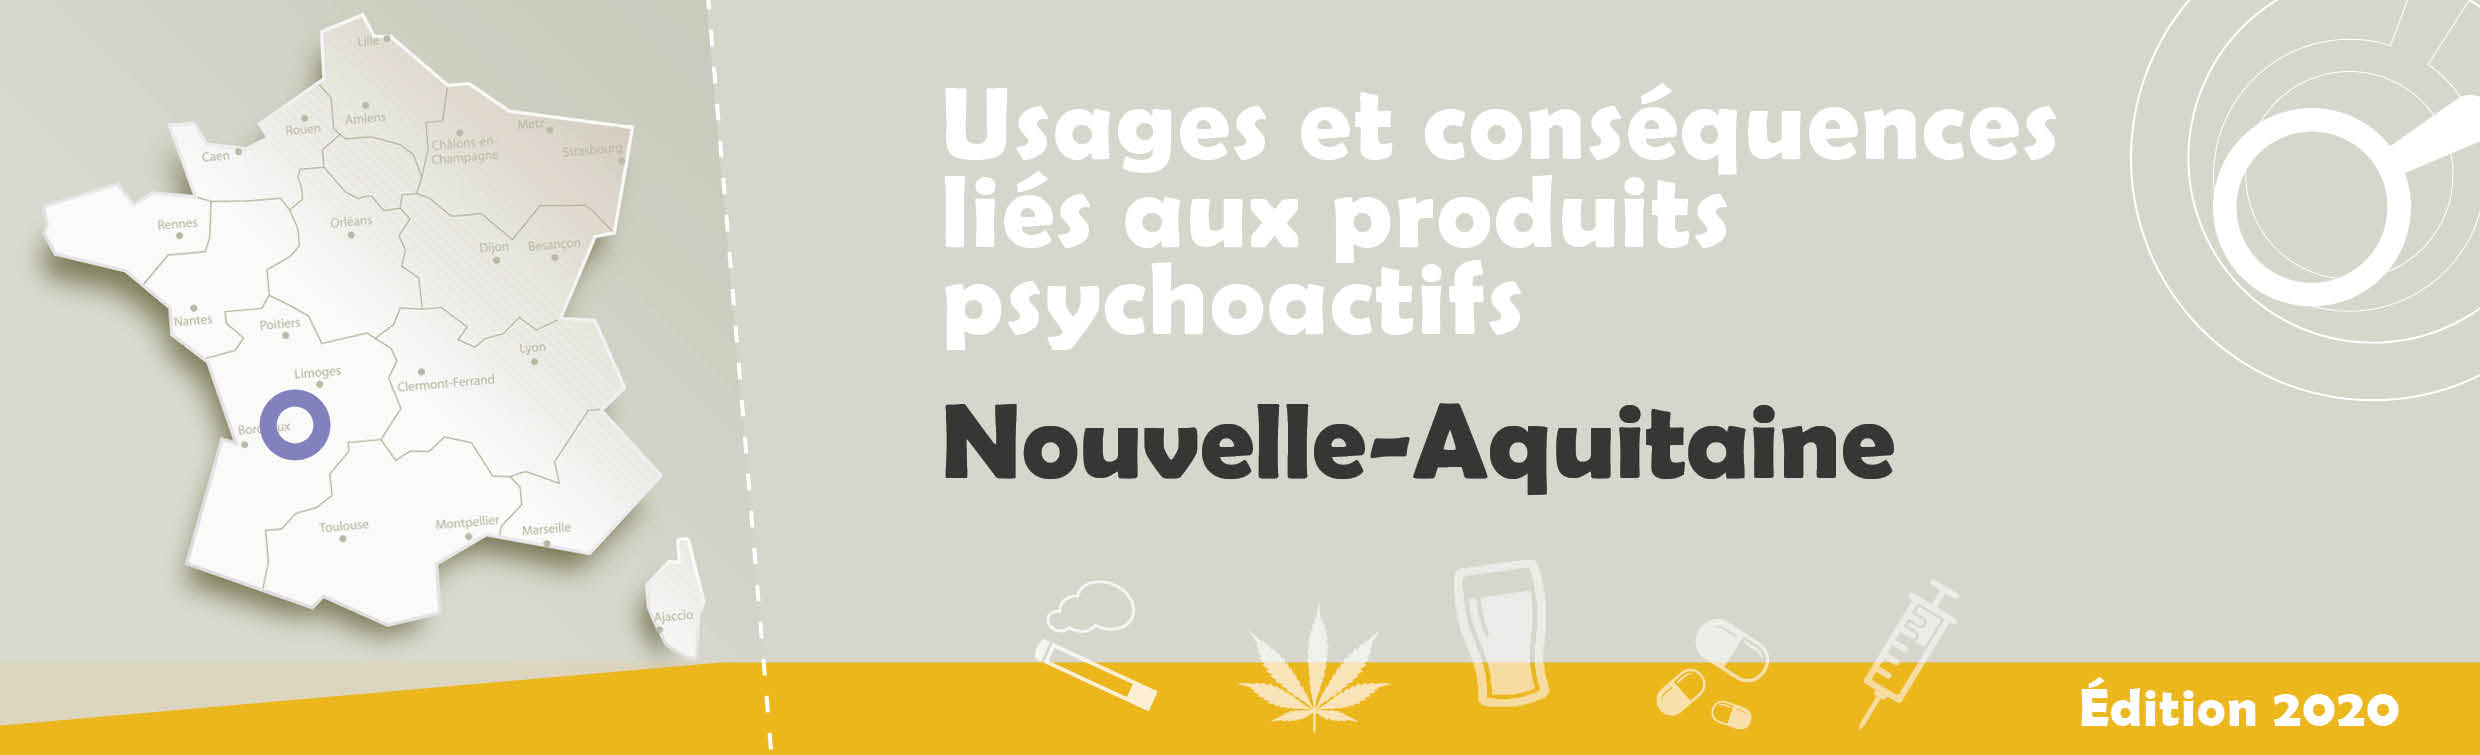 Lille
Amiens
Rouen
Metz
Châlons-en-
Champagne
Strasbourg
Caen
Rennes
Orléans
Dijon
Besançon
Nantes
Poitiers
Lyon
Limoges
Clermont-Ferrand
Bordeaux
Toulouse
Montpellier
Marseille
Ajaccio
Usages et conséquences
liés aux produits
psychoactifs
Nouvelle-Aquitaine
Édition 2020